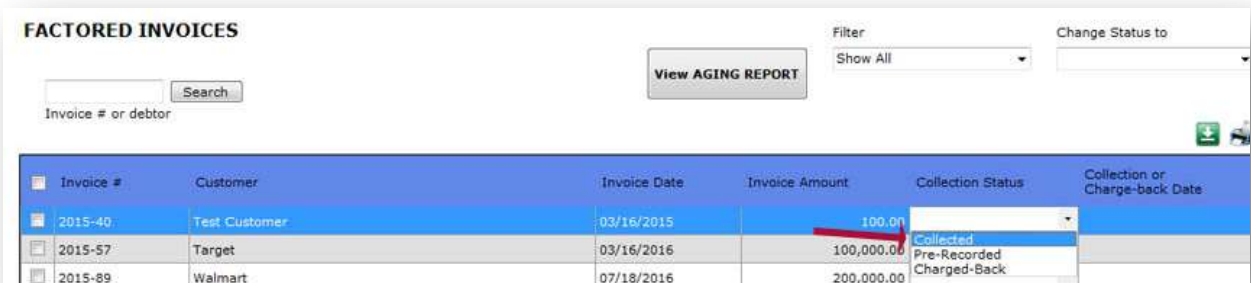 FACTORED INVOICES
Filter
Change Status to
Show All
View AGING REPORT
Search
Invoice # or debtor
Invoice # Customer Invoice Date Invoice Amount Collection Status Collection or
Charge-back Date
2015-40 Test Customer 03/16/2015 100.00
2015-57 Target 03/16/2016 100,000.00
Collected
Pre-Recorded
Charged-Back
2015-89 Walmart 07/18/2016 200,000.00